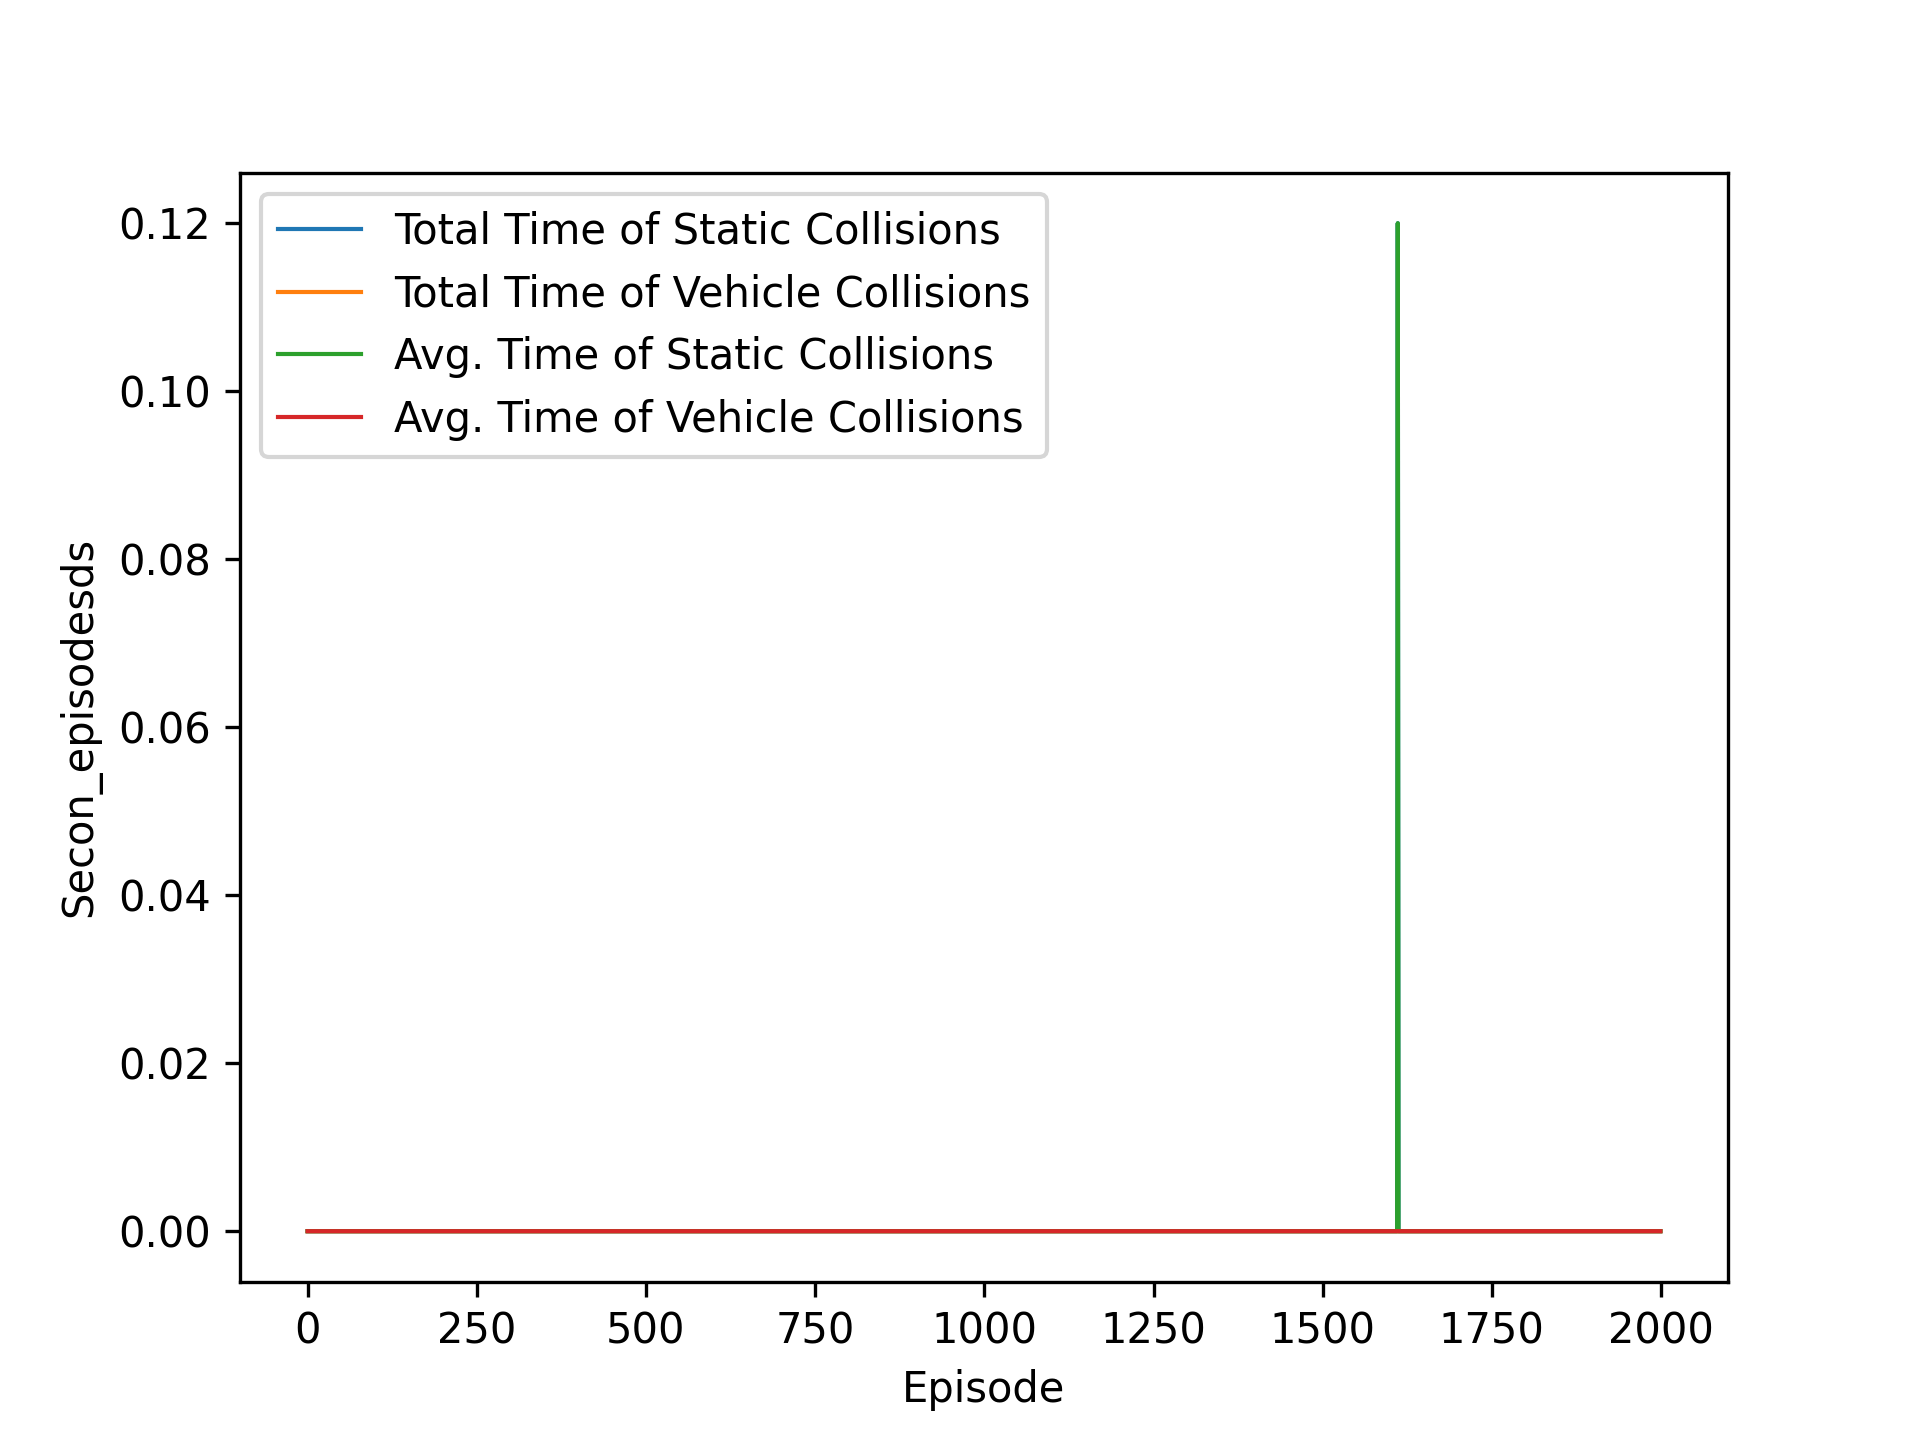 Total Time of Static Collisions
Total Time of Vehicle Collisions
Avg. Time of Static Collisions
Avg. Time of Vehicle Collisions
0.12
0.10
0.08
0.06
0.04
0.02
0.00
Secon_episodesds
0 250 500 750 1000 1250 1500 1750 2000
Episode